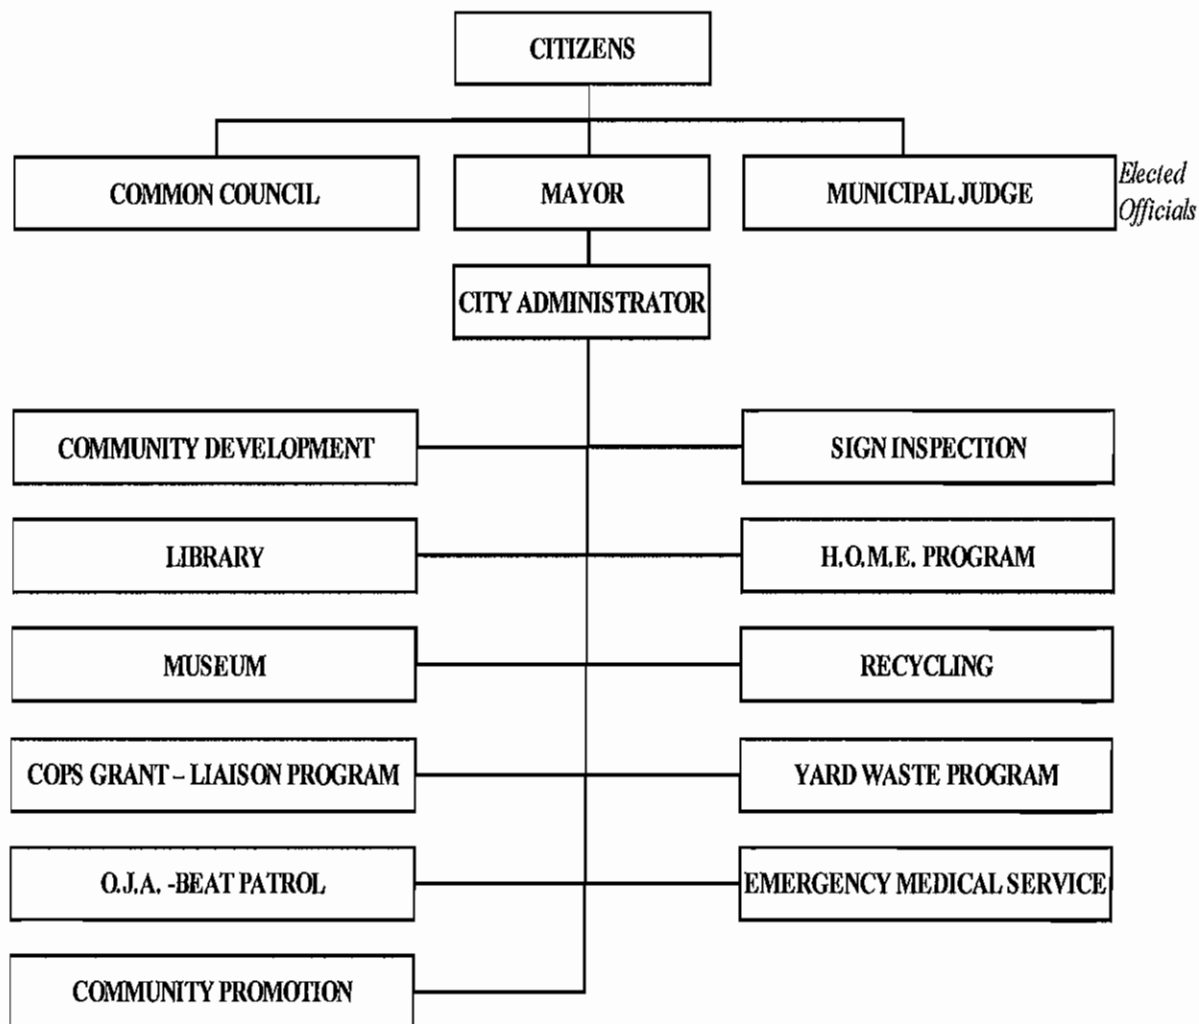 CITIZENS
COMMON COUNCIL
MAYOR
MUNICIPAL JUDGE
Elected
Officials
CITY ADMINISTRATOR
COMMUNITY DEVELOPMENT
SIGN INSPECTION
LIBRARY
H.O.M.E. PROGRAM
MUSEUM
RECYCLING
COPS GRANT – LIAISON PROGRAM
YARD WASTE PROGRAM
O.J.A. -BEAT PATROL
EMERGENCY MEDICAL SERVICE
COMMUNITY PROMOTION